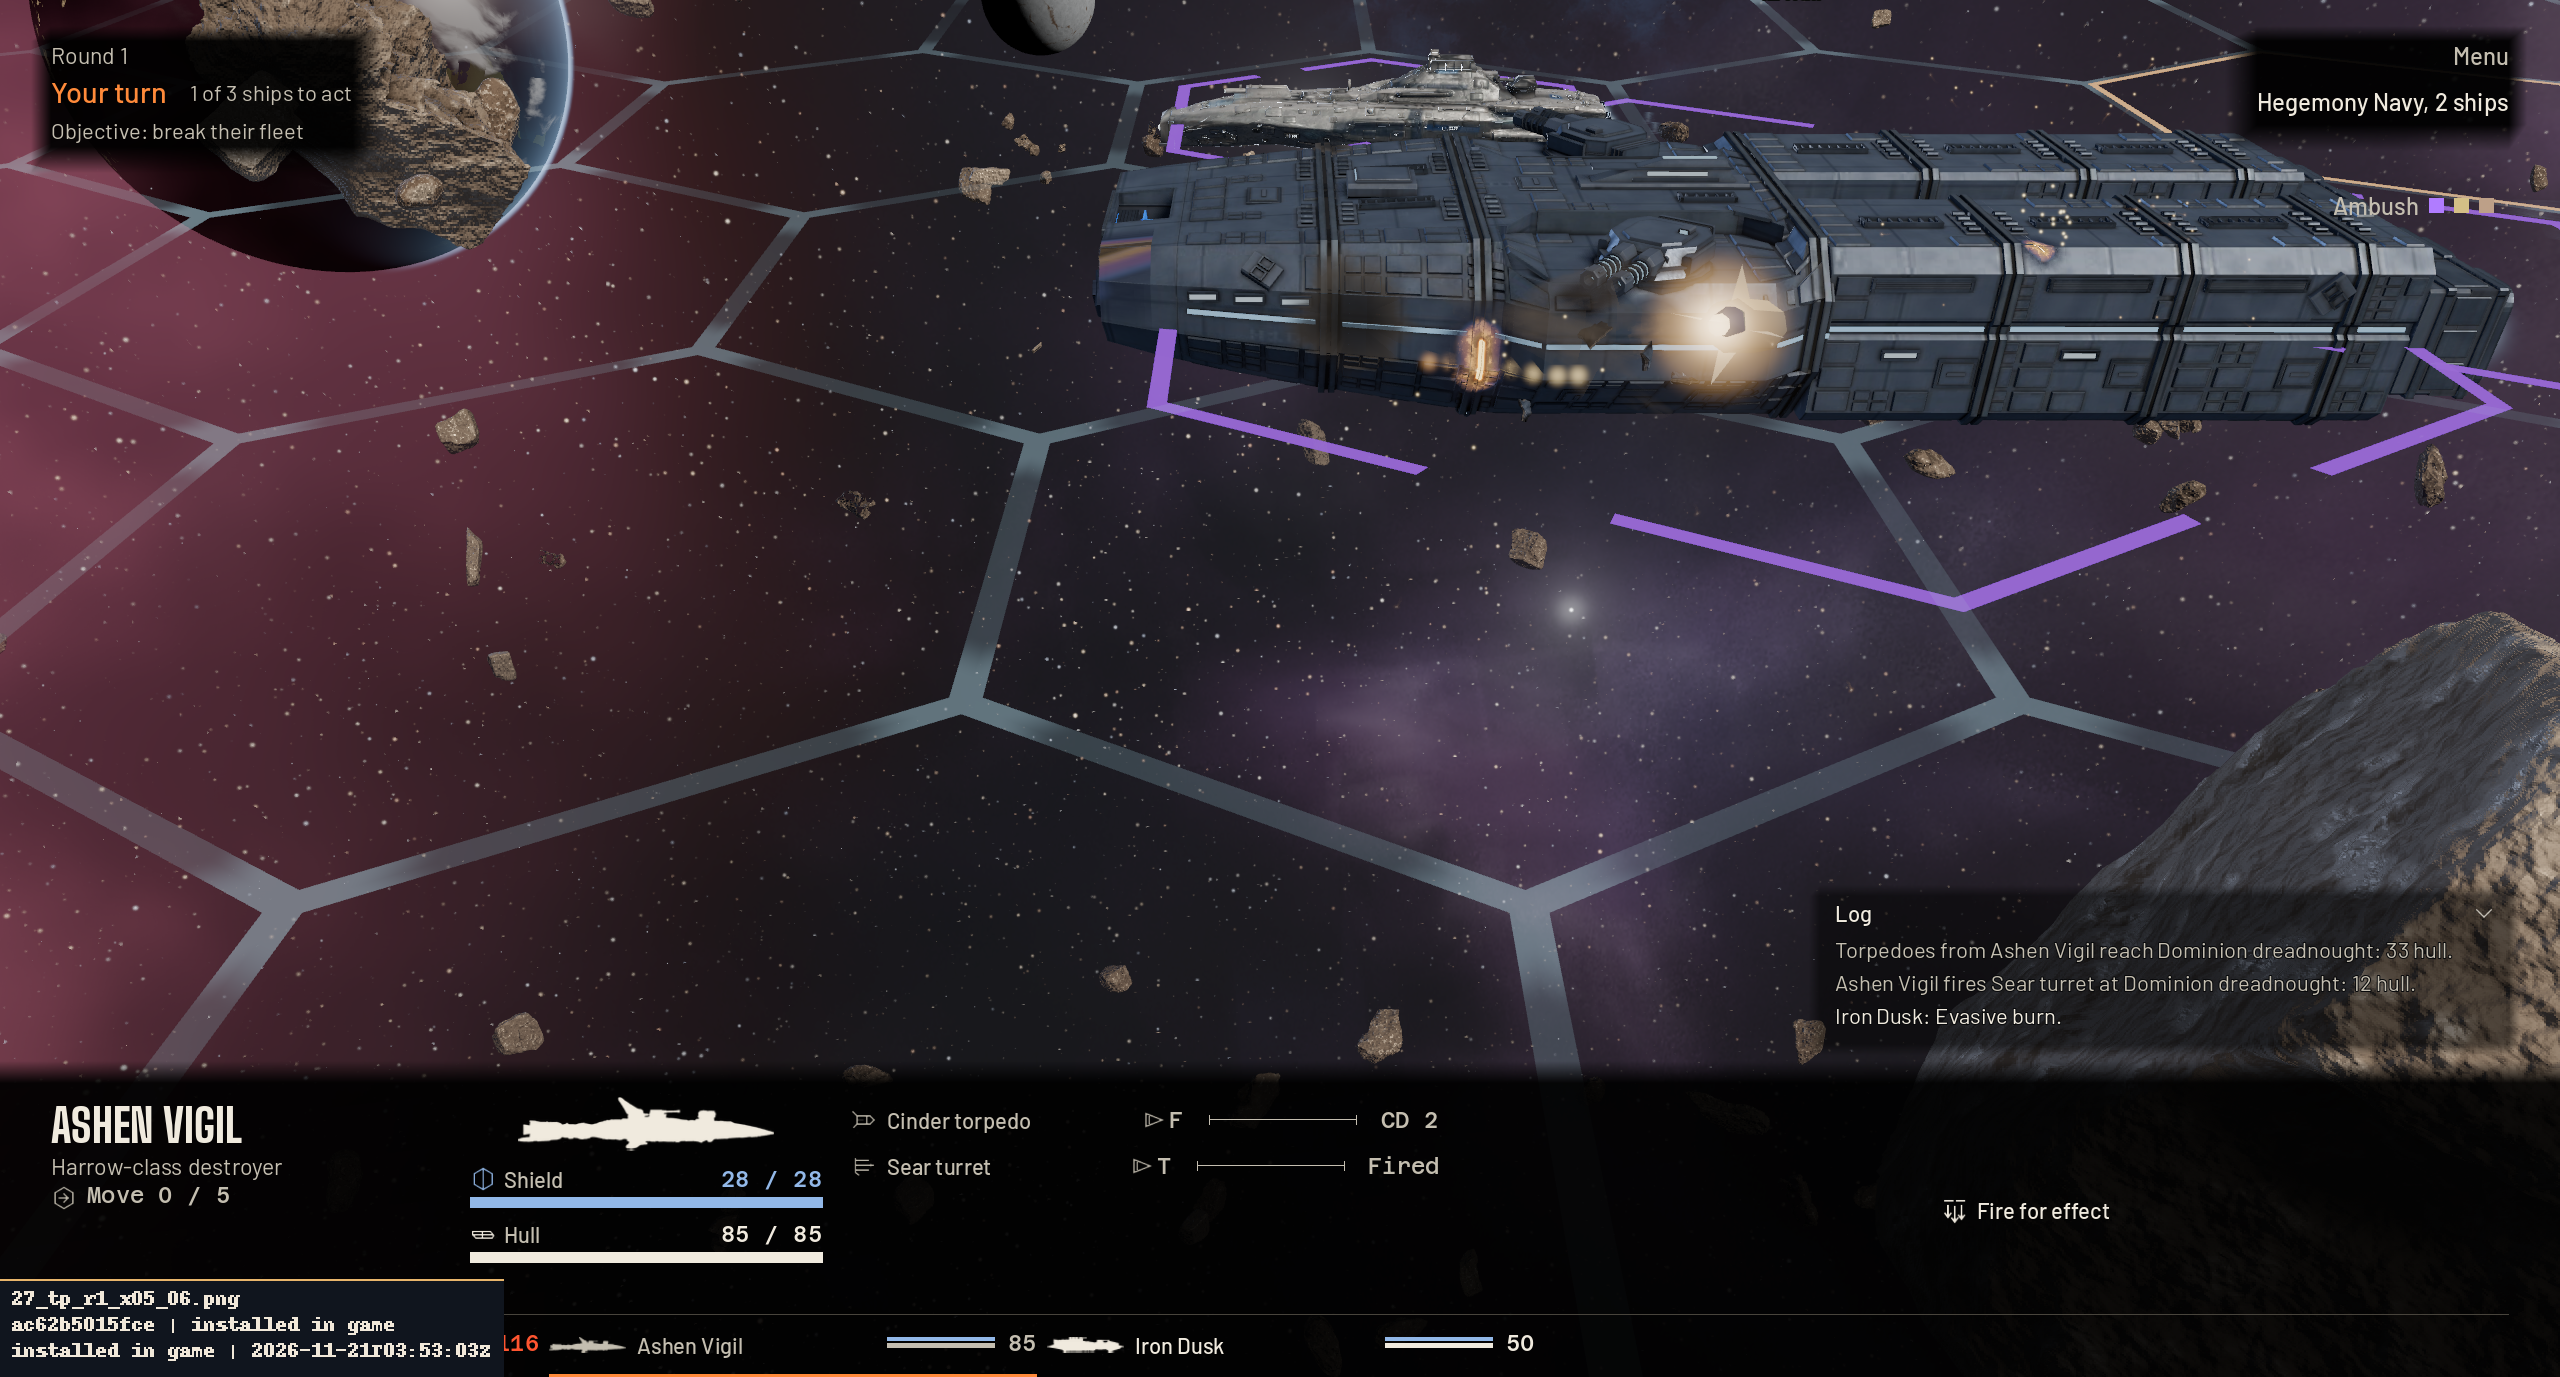 Round 1
Your turn 1 of 3 ships to act
Objective: break their fleet
Menu
Hegemony Navy, 2 ships
Ambush
Log
Torpedoes from Ashen Vigil reach Dominion dreadnought: 33 hull.
Ashen Vigil fires Sear turret at Dominion dreadnought: 12 hull.
Iron Dusk: Evasive burn.
ASHEN VIGIL
Harrow-class destroyer
Move 0 / 5
Shield 28 / 28
Hull 85 / 85
Cinder torpedo F CD 2
Sear turret T Fired
Fire for effect
27_tp_r1_x05_06.png
ac62b5015fce | installed in game
installed in game | 2026-11-21T03:53:03Z
116 Ashen Vigil 85 Iron Dusk 50